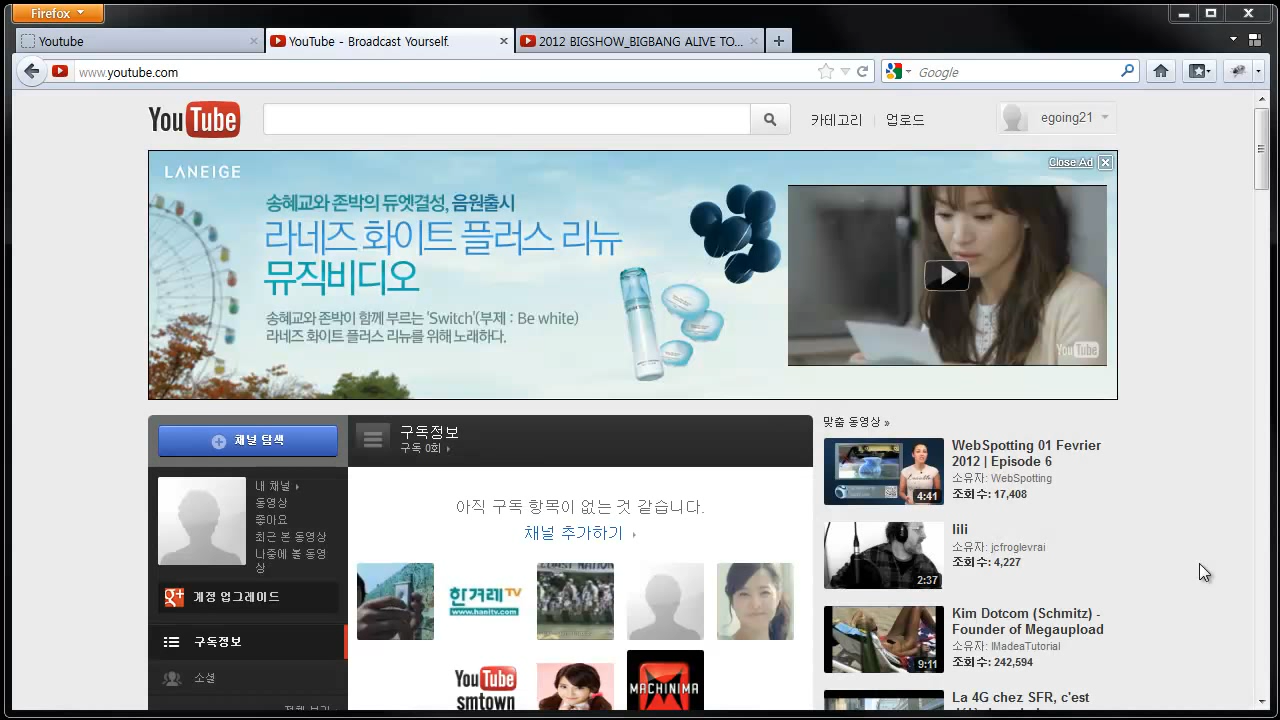 Firefox
Youtube
YouTube - Broadcast Yourself.
2012 BIGSHOW_BIGBANG ALIVE TO...
www.youtube.com
Google
YouTube
카테고리
업로드
egoing21
LANEIGE
Close Ad
송혜교와 존박의 듀엣결성, 음원출시
라네즈 화이트 플러스 리뉴
뮤직비디오
송혜교와 존박이 함께 부르는 'Switch'(부제 : Be white)
라네즈 화이트 플러스 리뉴를 위해 노래하다.
YouTube
채널 탐색
내 채널
동영상
좋아요
최근 본 동영상
나중에 볼 동영
상
계정 업그레이드
구독정보
소셜
구독정보
구독 0회
아직 구독 항목이 없는 것 같습니다.
채널 추가하기
한겨레TV
www.hanitv.com
YouTube
smtown
MACHINIMA
맞춤 동영상 »
WebSpotting 01 Fevrier
2012 | Episode 6
소유자: WebSpotting
조회수: 17,408
4:41
lili
소유자: jcfroglevrai
조회수: 4,227
2:37
Kim Dotcom (Schmitz) -
Founder of Megaupload
소유자: IMadeaTutorial
조회수: 242,594
9:11
La 4G chez SFR, c'est